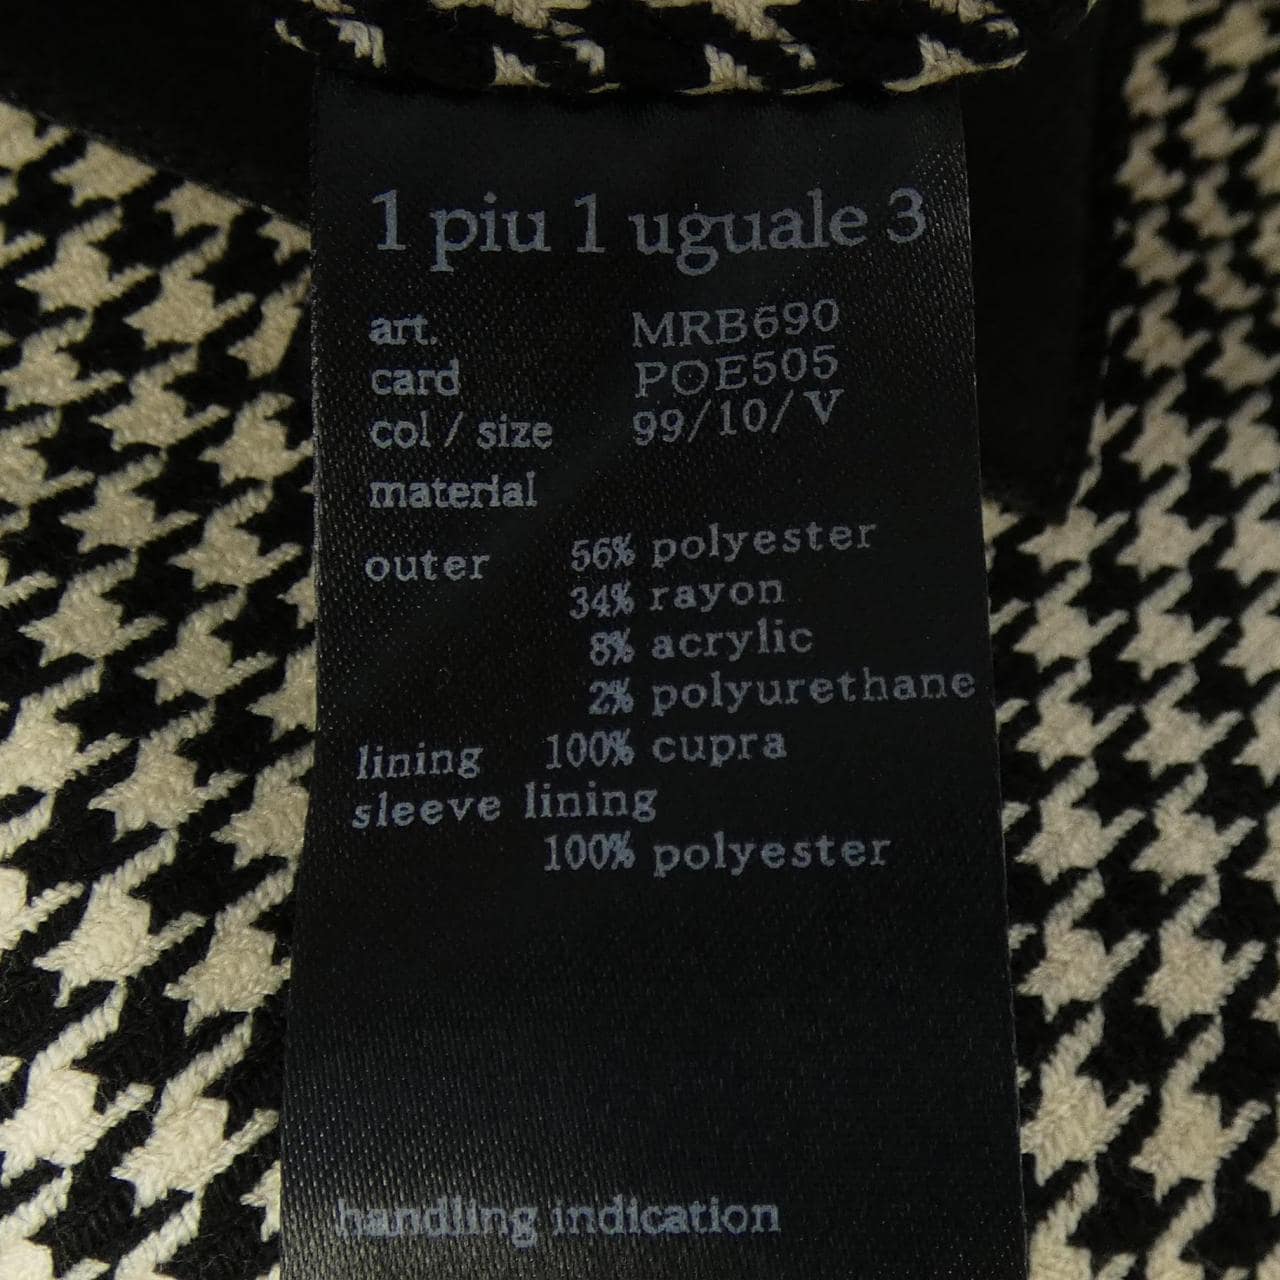 1 piu 1 uguale 3
art. MRB690
card POE505
col / size 99/10/ V
material
outer 56% polyester
34% rayon
8% acrylic
2% polyurethane
lining 100% cupra
sleeve lining
100% polyester
handling indication